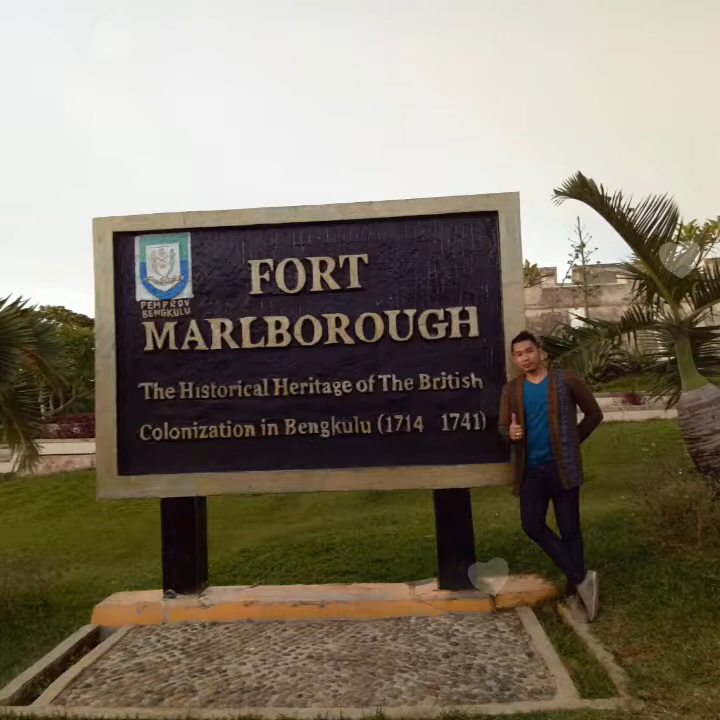 PEMPROV
BENGKULU
FORT
MARLBOROUGH
The Historical Heritage of The British
Colonization in Bengkulu (1714 1741)